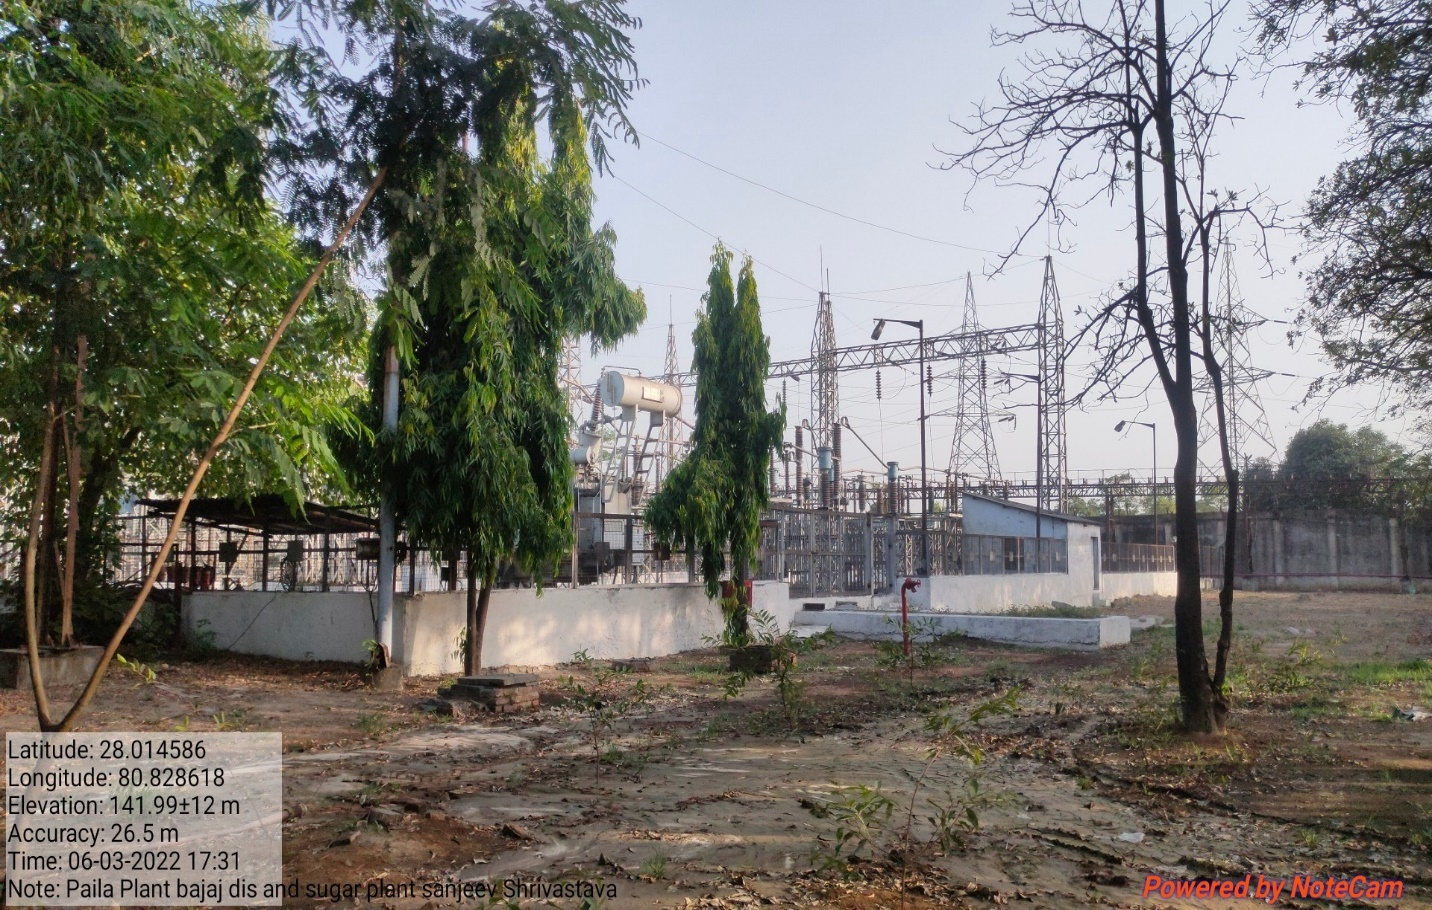 Latitude: 28.014586
Longitude: 80.828618
Elevation: 141.99±12 m
Accuracy: 26.5 m
Time: 06-03-2022 17:31
Note: Paila Plant bajaj dis and sugar plant sanjeev Shrivastava
Powered by NoteCam